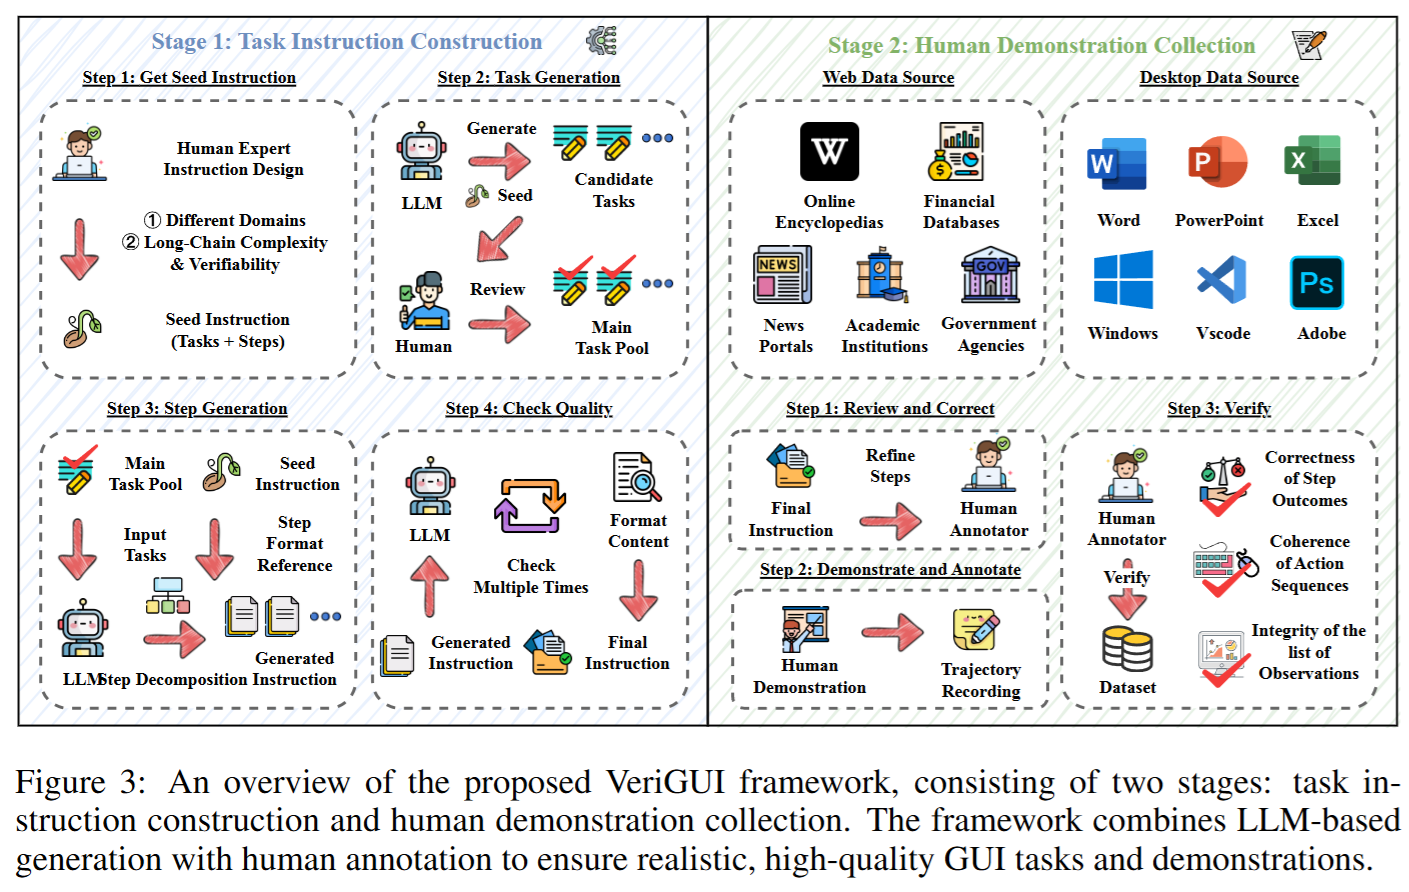 Stage 1: Task Instruction Construction
Step 1: Get Seed Instruction
Human Expert
Instruction Design
① Different Domains
② Long-Chain Complexity
& Verifiability
Seed Instruction
(Tasks + Steps)
Step 2: Task Generation
LLM
Generate
Seed
Candidate
Tasks
Human
Review
Main
Task Pool
Step 3: Step Generation
Main
Task Pool
Seed
Instruction
Input
Tasks
Step
Format
Reference
LLM
Step Decomposition
Generated
Instruction
Step 4: Check Quality
LLM
Format
Content
Check
Multiple Times
Generated
Instruction
Final
Instruction
Stage 2: Human Demonstration Collection
Web Data Source
W
Online
Encyclopedias
Financial
Databases
NEWS
News
Portals
Academic
Institutions
GOV
Government
Agencies
Desktop Data Source
W
Word
P
PowerPoint
X
Excel
Windows
Vscode
Ps
Adobe
Step 1: Review and Correct
Final
Instruction
Refine
Steps
Human
Annotator
Step 2: Demonstrate and Annotate
Human
Demonstration
Trajectory
Recording
Step 3: Verify
Human
Annotator
Verify
Dataset
Correctness
of Step
Outcomes
Coherence
of Action
Sequences
Integrity of the
list of
Observations
Figure 3: An overview of the proposed VeriGUI framework, consisting of two stages: task in-
struction construction and human demonstration collection. The framework combines LLM-based
generation with human annotation to ensure realistic, high-quality GUI tasks and demonstrations.